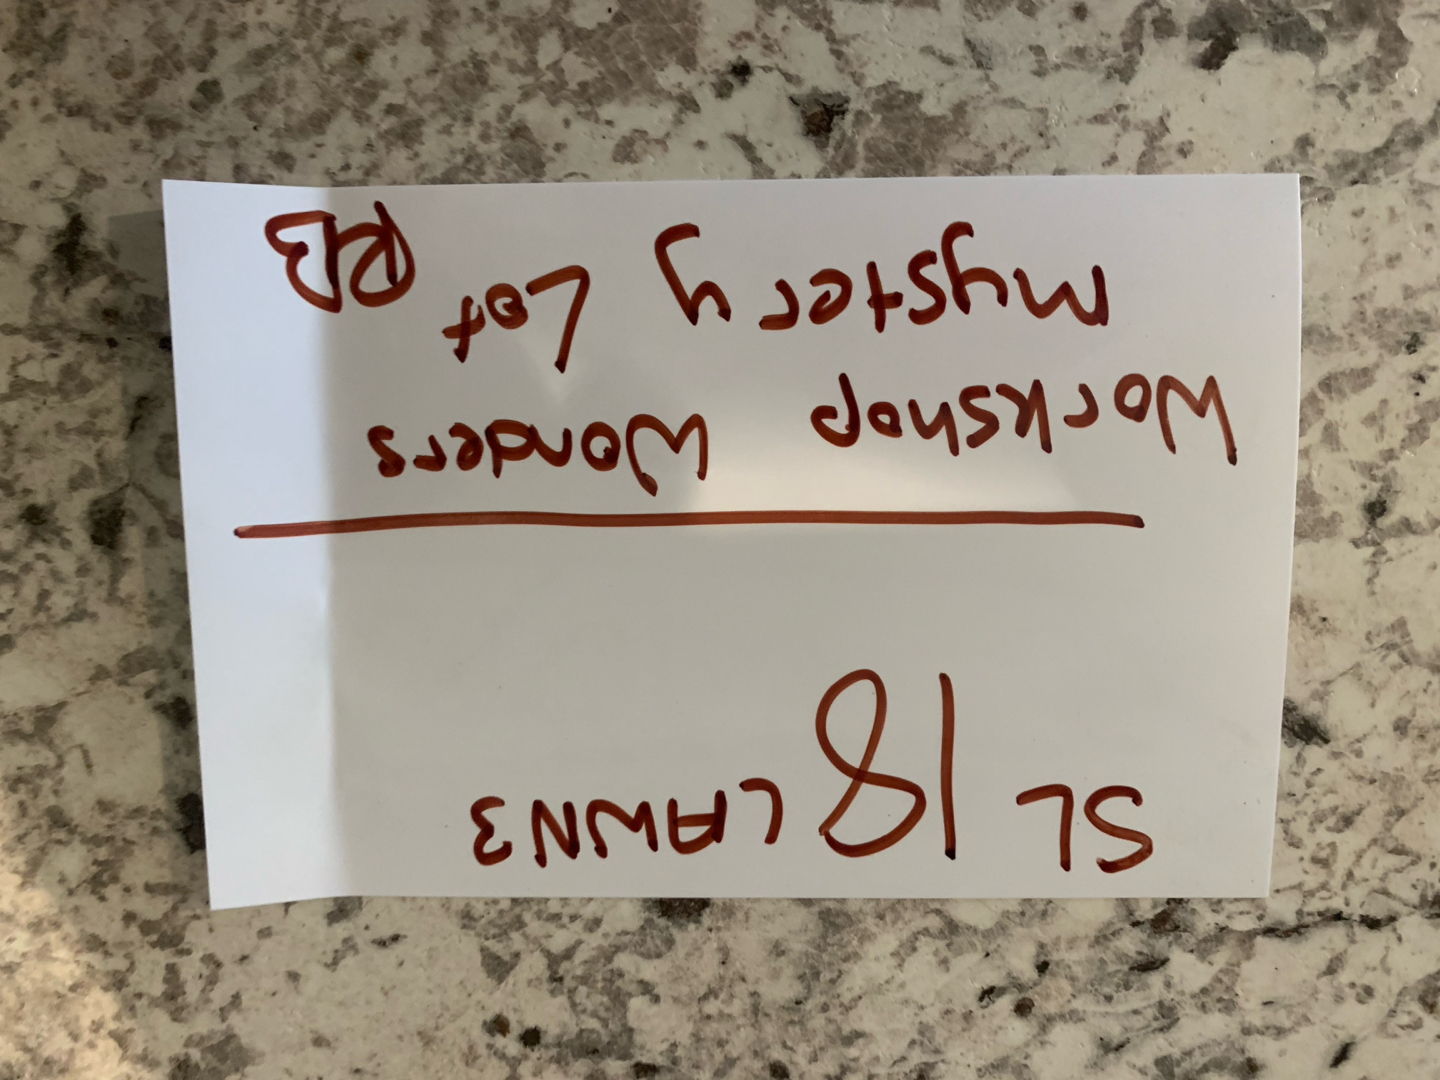 SL 18 LAWN3
Workshop Wonders
Mystery Lot RB